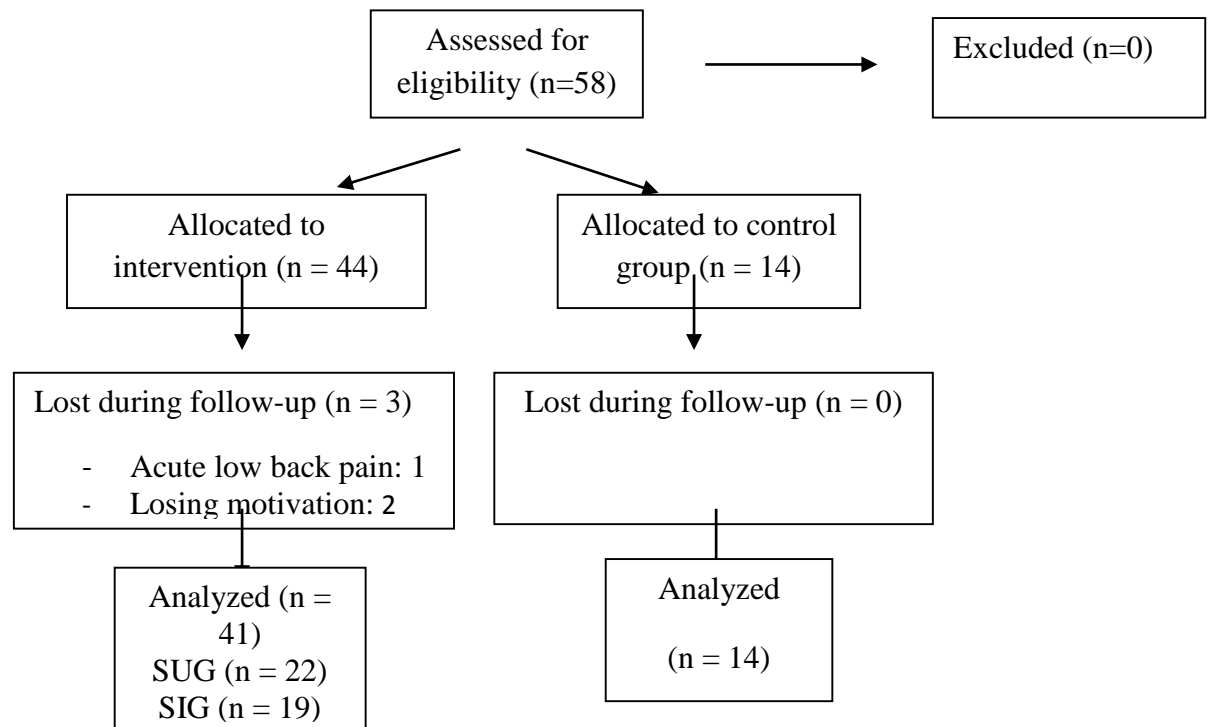 Assessed for
eligibility (n=58)
Excluded (n=0)
Allocated to
intervention (n = 44)
Allocated to control
group (n = 14)
Lost during follow-up (n = 3)
- Acute low back pain: 1
- Losing motivation: 2
Lost during follow-up (n = 0)
Analyzed (n =
41)
SUG (n = 22)
SIG (n = 19)
Analyzed
(n = 14)